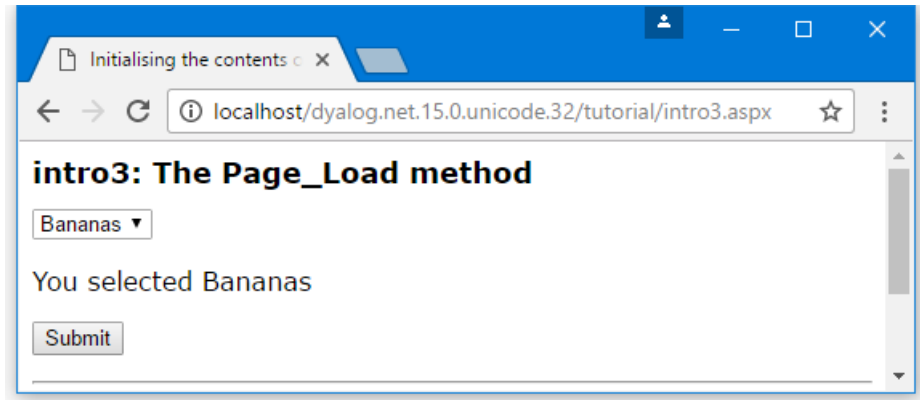 Initialising the contents o
localhost/dyalog.net.15.0.unicode.32/tutorial/intro3.aspx
intro3: The Page_Load method
Bananas
You selected Bananas
Submit